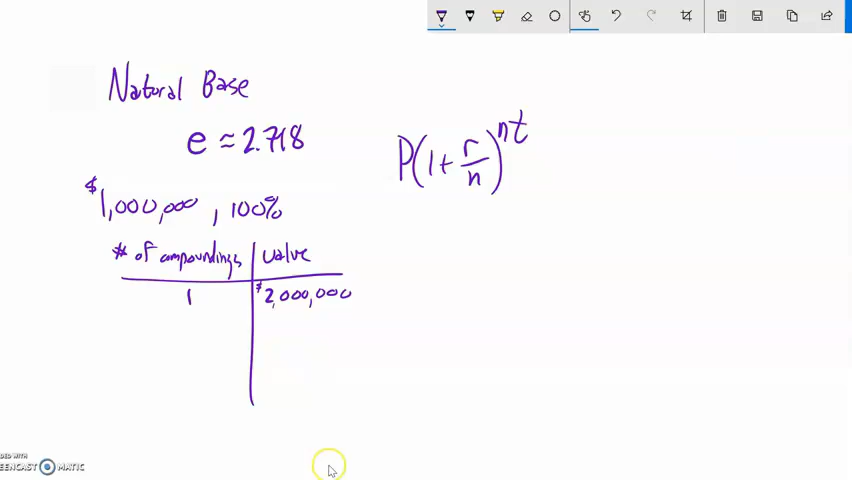 Natural Base
e ≈ 2.718
P(1 + r/n)^nt
$1,000,000, 100%
# of compoundings value
1 $2,000,000